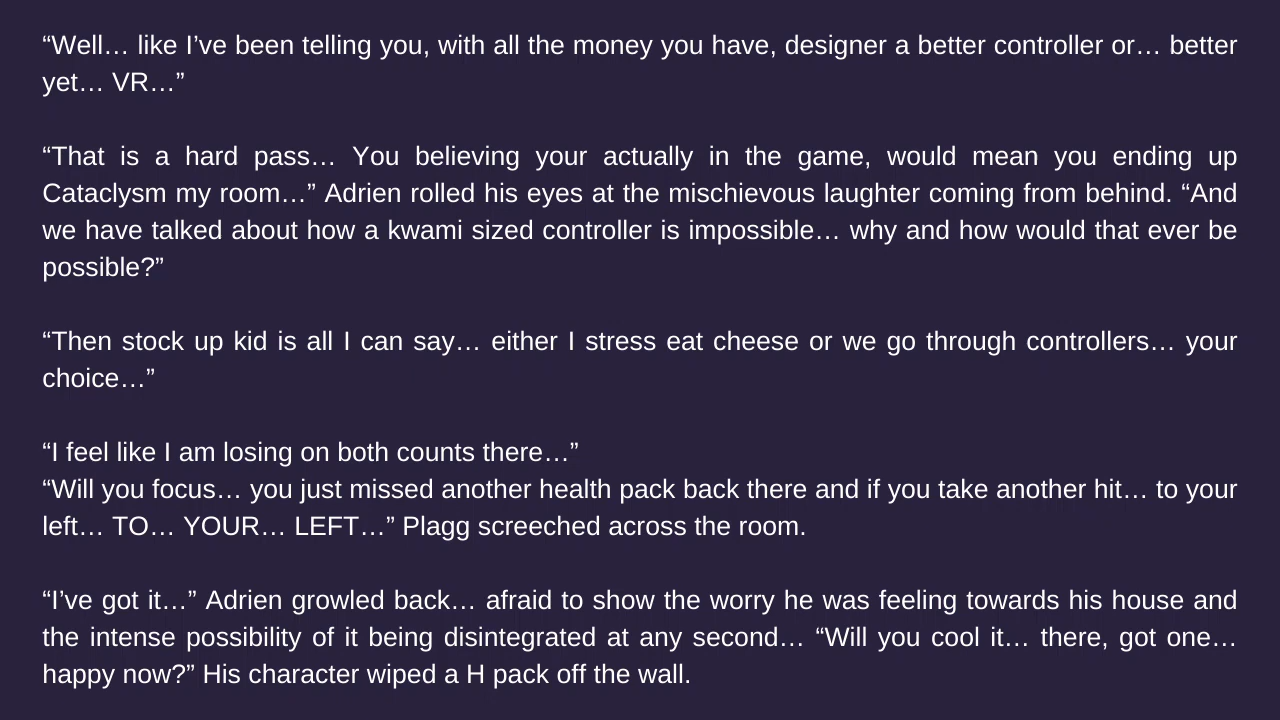 “Well… like I’ve been telling you, with all the money you have, designer a better controller or… better
yet… VR…”
“That is a hard pass… You believing your actually in the game, would mean you ending up
Cataclysm my room…” Adrien rolled his eyes at the mischievous laughter coming from behind. “And
we have talked about how a kwami sized controller is impossible… why and how would that ever be
possible?”
“Then stock up kid is all I can say… either I stress eat cheese or we go through controllers… your
choice…”
“I feel like I am losing on both counts there…”
“Will you focus… you just missed another health pack back there and if you take another hit… to your
left… TO… YOUR… LEFT…” Plagg screeched across the room.
“I’ve got it…” Adrien growled back… afraid to show the worry he was feeling towards his house and
the intense possibility of it being disintegrated at any second… “Will you cool it… there, got one…
happy now?” His character wiped a H pack off the wall.